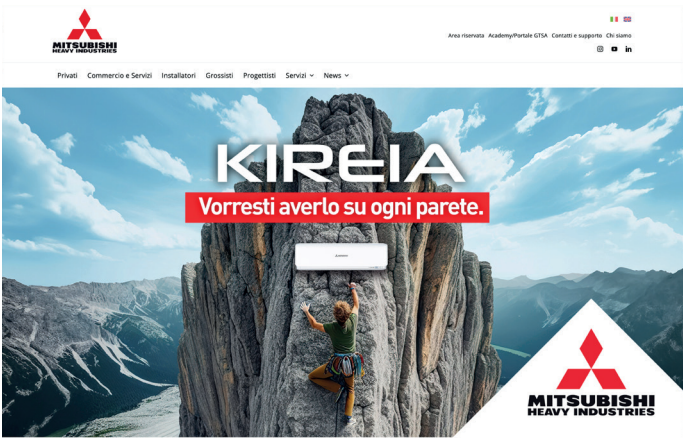 MITSUBISHI
HEAVY INDUSTRIES
Area riservata Academy/Portale GTSA Contatti e supporto Chi siamo
in
Privati Commercio e Servizi Installatori Grossisti Progettisti Servizi News
KIREIA
Vorresti averlo su ogni parete.
MITSUBISHI
HEAVY INDUSTRIES